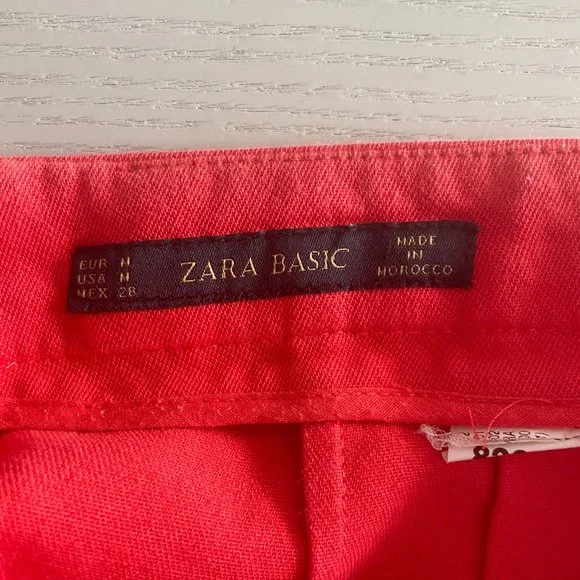 EUR M
USA M
MEX 28
ZARA BASIC
MADE
IN
MOROCCO